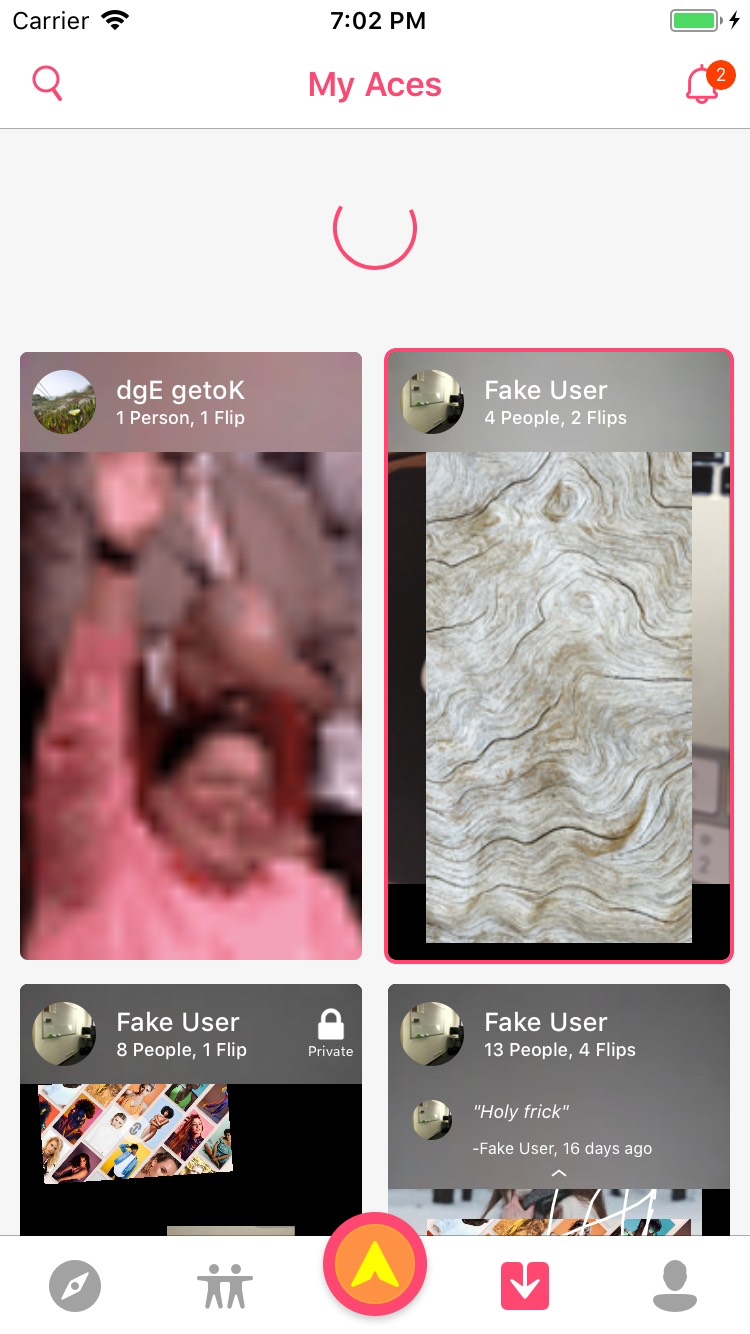 Carrier 7:02 PM
My Aces
2
dgE getoK
1 Person, 1 Flip
Fake User
4 People, 2 Flips
2
Fake User
8 People, 1 Flip
Private
Fake User
13 People, 4 Flips
"Holy frick"
-Fake User, 16 days ago